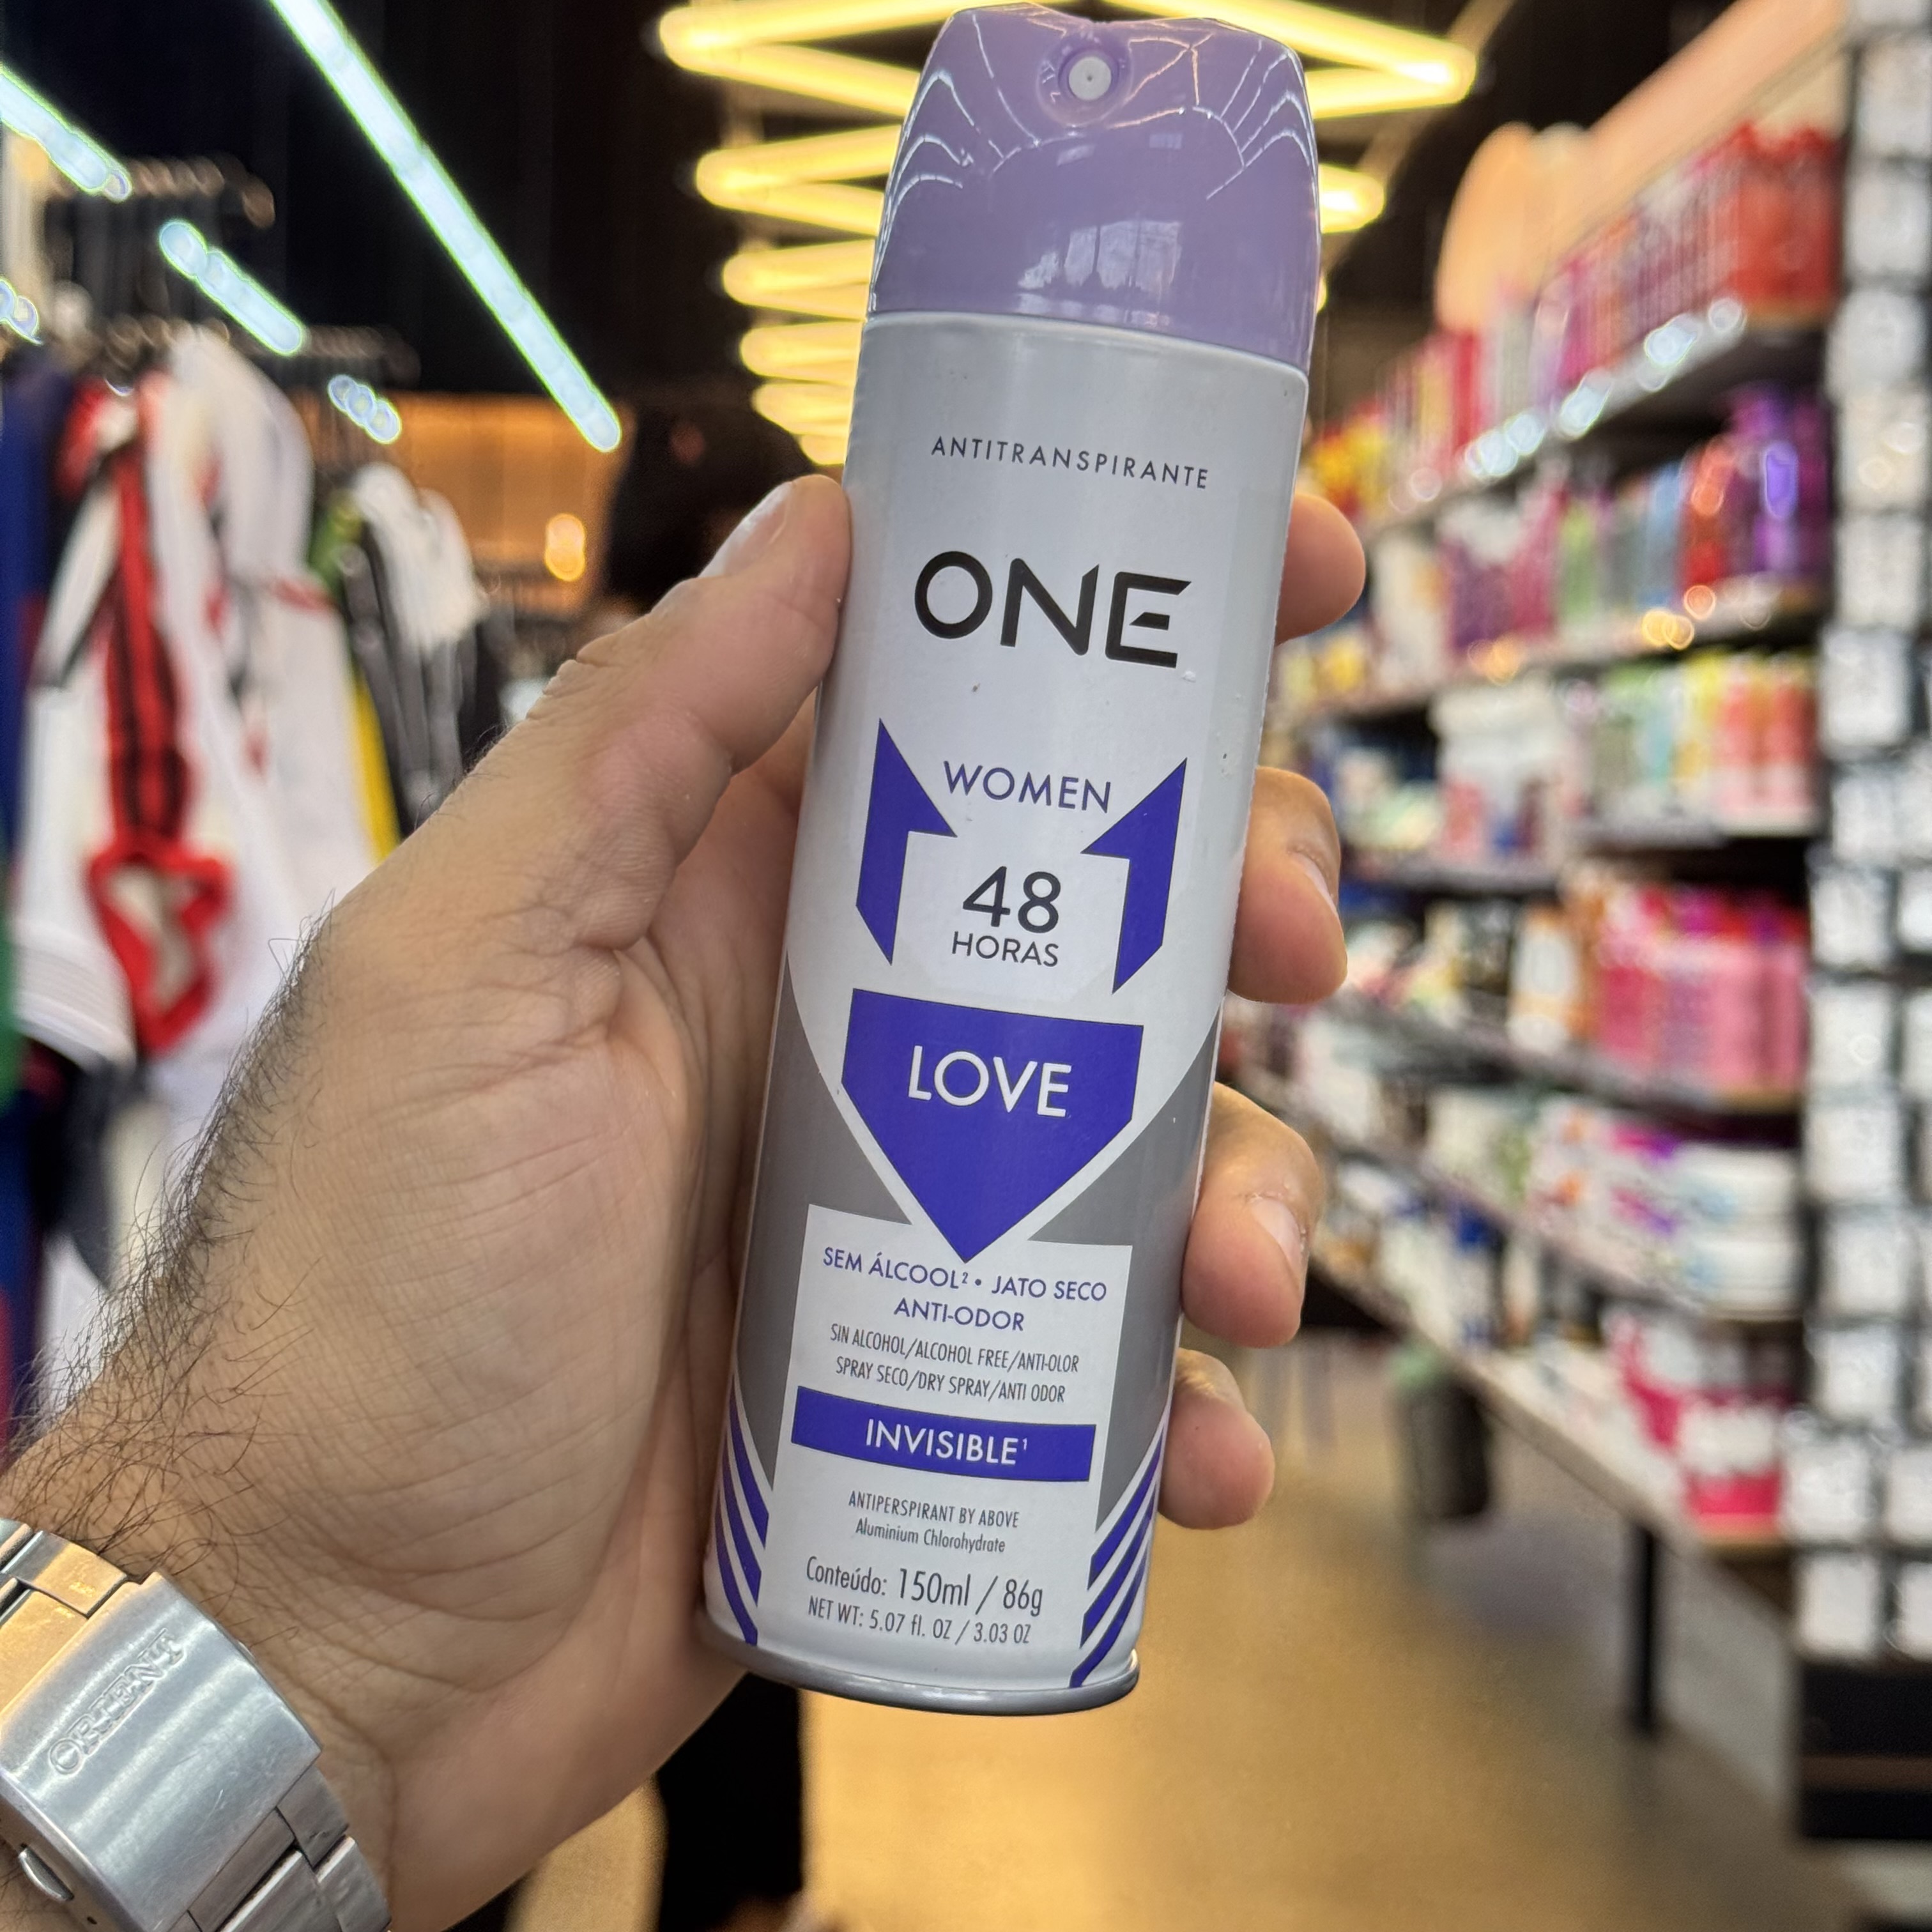 ANTITRANSPIRANTE
ONE
WOMEN
48
HORAS
LOVE
SEM ÁLCOOL² • JATO SECO
ANTI-ODOR
SIN ALCOHOL/ALCOHOL FREE/ANTI-OLOR
SPRAY SECO/DRY SPRAY/ANTI ODOR
INVISIBLE¹
ANTIPERSPIRANT BY ABOVE
Aluminium Chlorohydrate
Conteúdo: 150ml / 86g
NET WT: 5.07 fl. OZ / 3.03 OZ
ORIENT